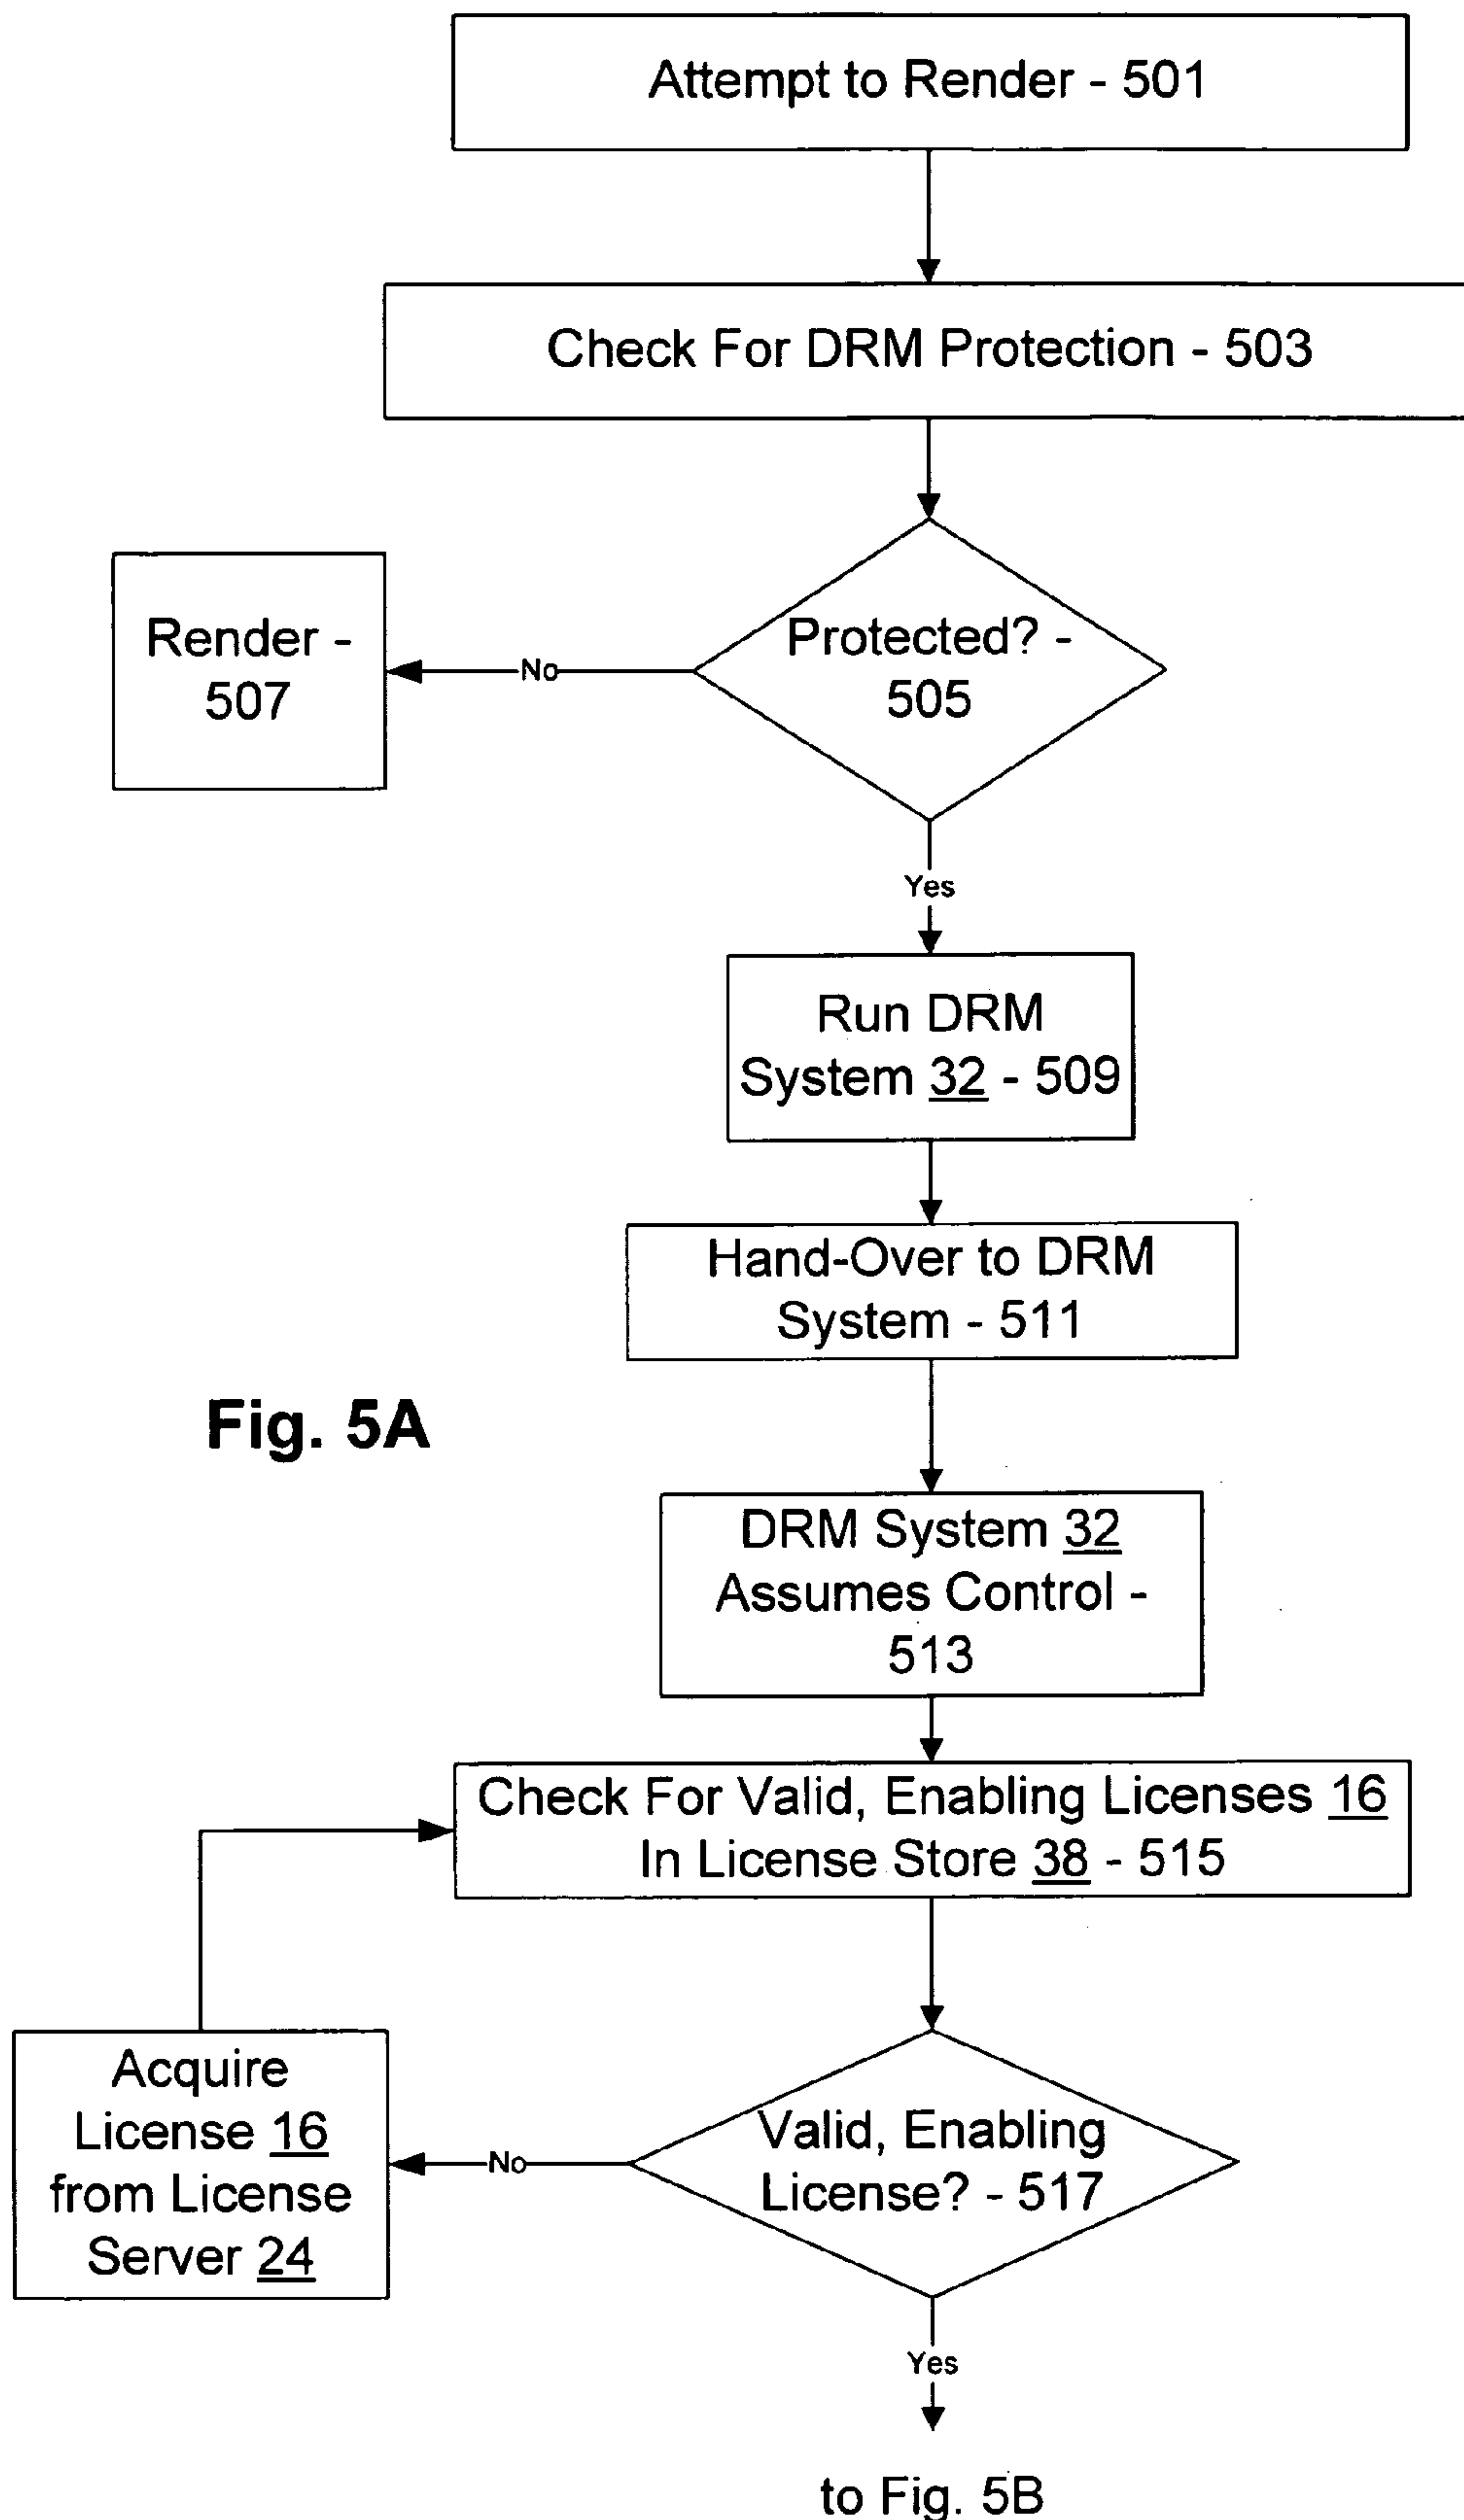 Attempt to Render - 501
Check For DRM Protection - 503
Protected? -
505
No
Render -
507
Yes
Run DRM
System 32 - 509
Hand-Over to DRM
System - 511
Fig. 5A
DRM System 32
Assumes Control -
513
Check For Valid, Enabling Licenses 16
In License Store 38 - 515
Valid, Enabling
License? - 517
No
Acquire
License 16
from License
Server 24
Yes
to Fig. 5B